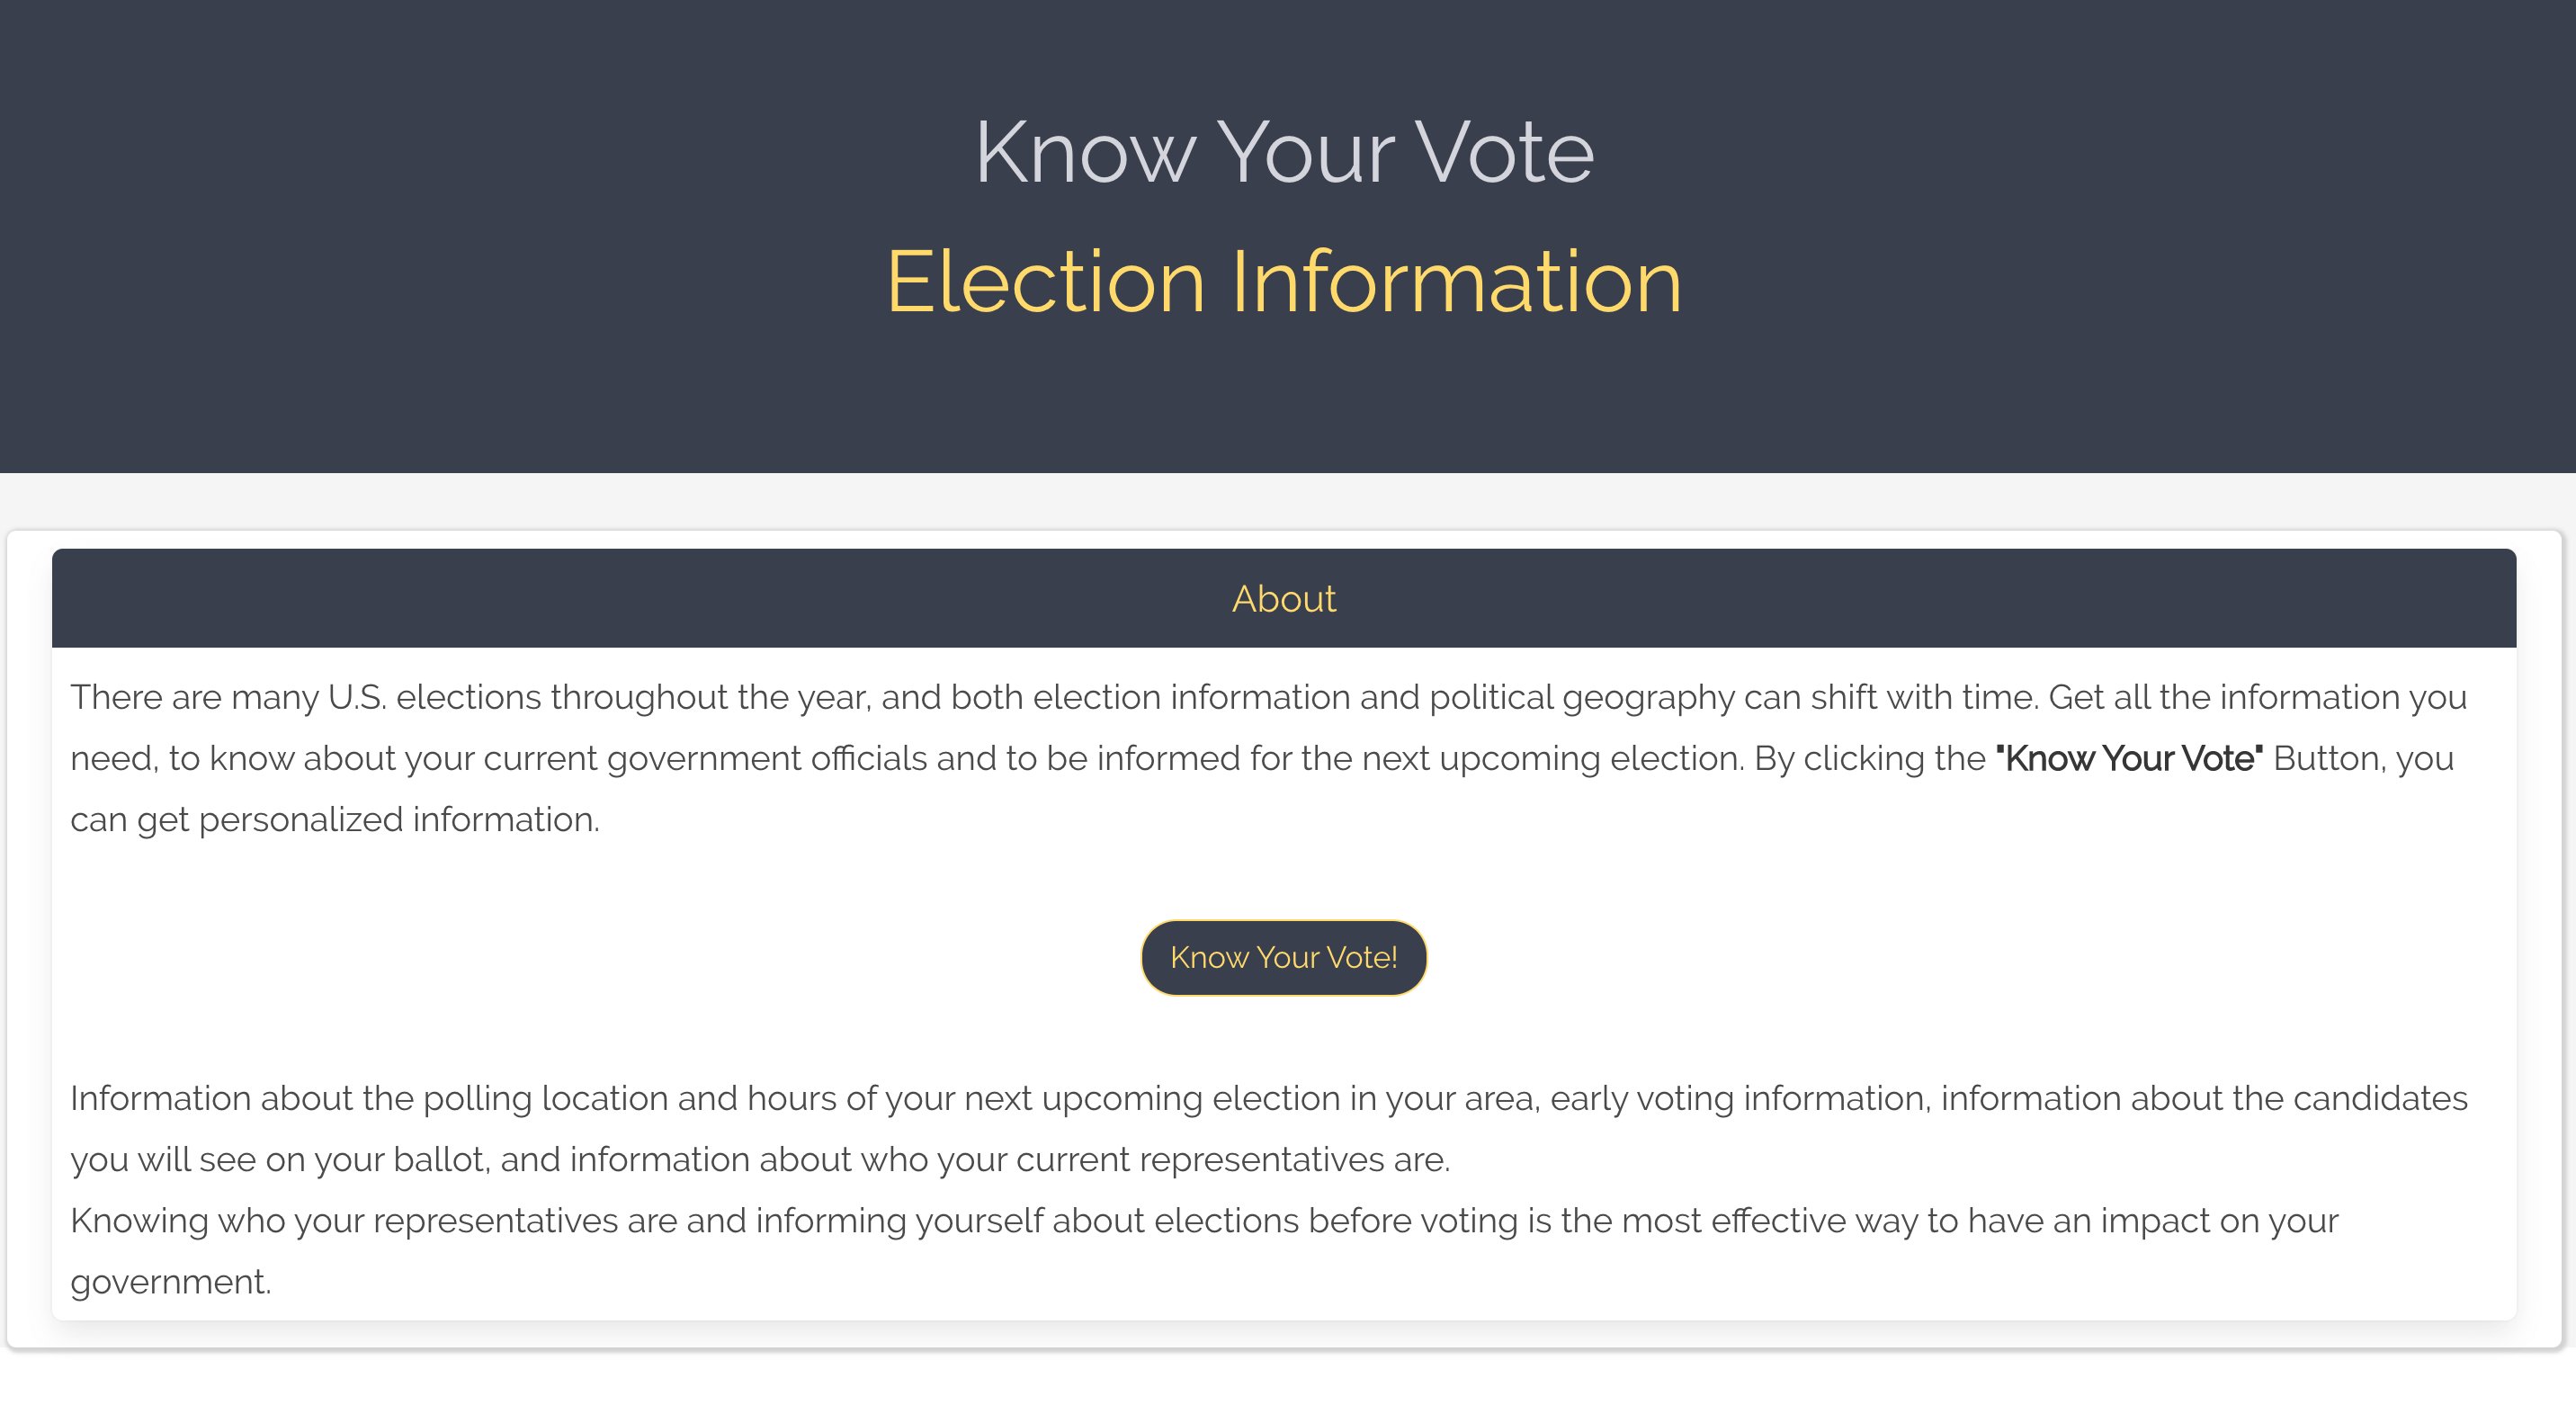 Know Your Vote
Election Information
About
There are many U.S. elections throughout the year, and both election information and political geography can shift with time. Get all the information you
need, to know about your current government officials and to be informed for the next upcoming election. By clicking the "Know Your Vote" Button, you
can get personalized information.
Know Your Vote!
Information about the polling location and hours of your next upcoming election in your area, early voting information, information about the candidates
you will see on your ballot, and information about who your current representatives are.
Knowing who your representatives are and informing yourself about elections before voting is the most effective way to have an impact on your
government.